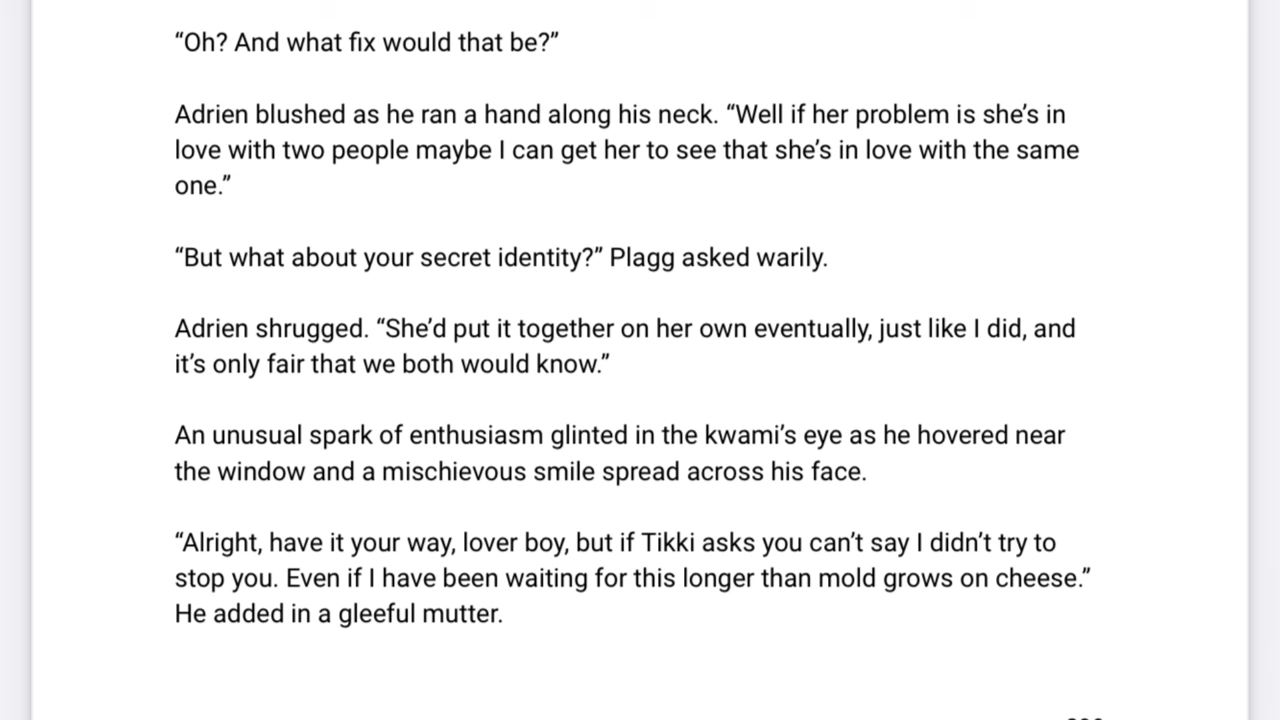 “Oh? And what fix would that be?”
Adrien blushed as he ran a hand along his neck. “Well if her problem is she’s in
love with two people maybe I can get her to see that she’s in love with the same
one.”
“But what about your secret identity?” Plagg asked warily.
Adrien shrugged. “She’d put it together on her own eventually, just like I did, and
it’s only fair that we both would know.”
An unusual spark of enthusiasm glinted in the kwami’s eye as he hovered near
the window and a mischievous smile spread across his face.
“Alright, have it your way, lover boy, but if Tikki asks you can’t say I didn’t try to
stop you. Even if I have been waiting for this longer than mold grows on cheese.”
He added in a gleeful mutter.